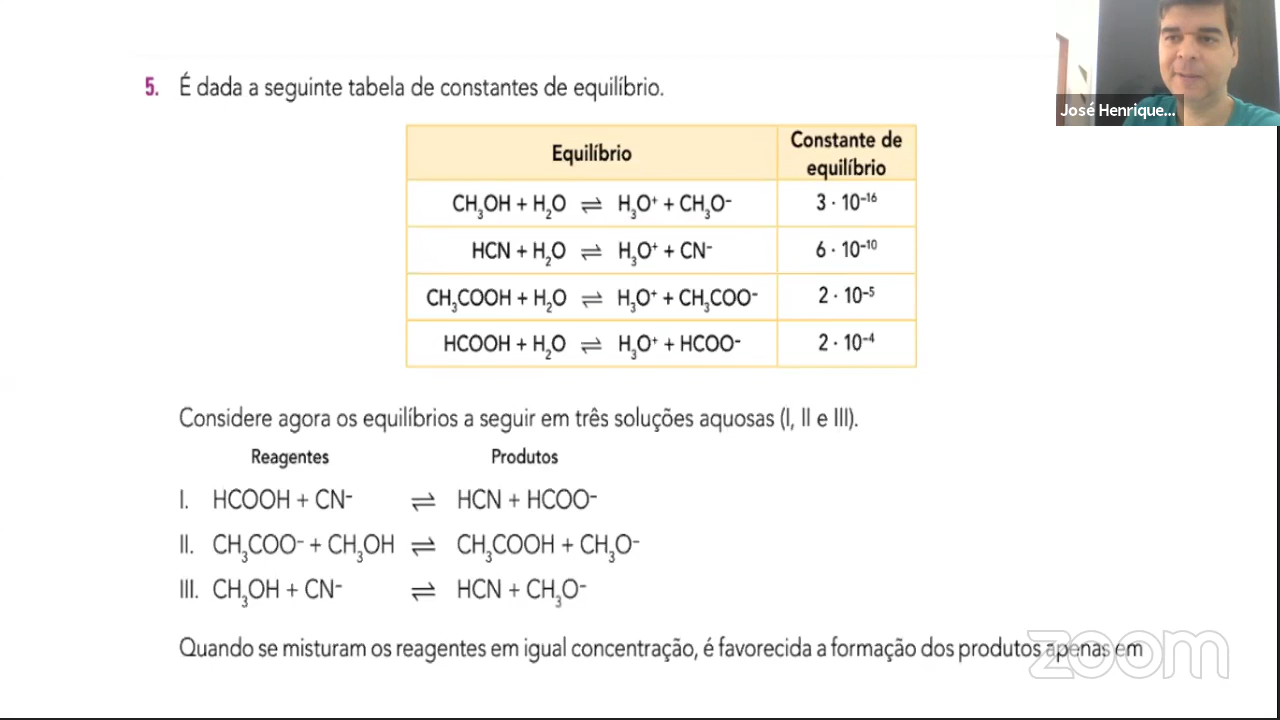 5. É dada a seguinte tabela de constantes de equilíbrio.
José Henrique...
Equilíbrio Constante de equilíbrio
CH₃OH + H₂O ⇌ H₃O⁺ + CH₃O⁻ 3 · 10⁻¹⁶
HCN + H₂O ⇌ H₃O⁺ + CN⁻ 6 · 10⁻¹⁰
CH₃COOH + H₂O ⇌ H₃O⁺ + CH₃COO⁻ 2 · 10⁻⁵
HCOOH + H₂O ⇌ H₃O⁺ + HCOO⁻ 2 · 10⁻⁴
Considere agora os equilíbrios a seguir em três soluções aquosas (I, II e III).
Reagentes Produtos
I. HCOOH + CN⁻ ⇌ HCN + HCOO⁻
II. CH₃COO⁻ + CH₃OH ⇌ CH₃COOH + CH₃O⁻
III. CH₃OH + CN⁻ ⇌ HCN + CH₃O⁻
Quando se misturam os reagentes em igual concentração, é favorecida a formação dos produtos apenas em
zoom